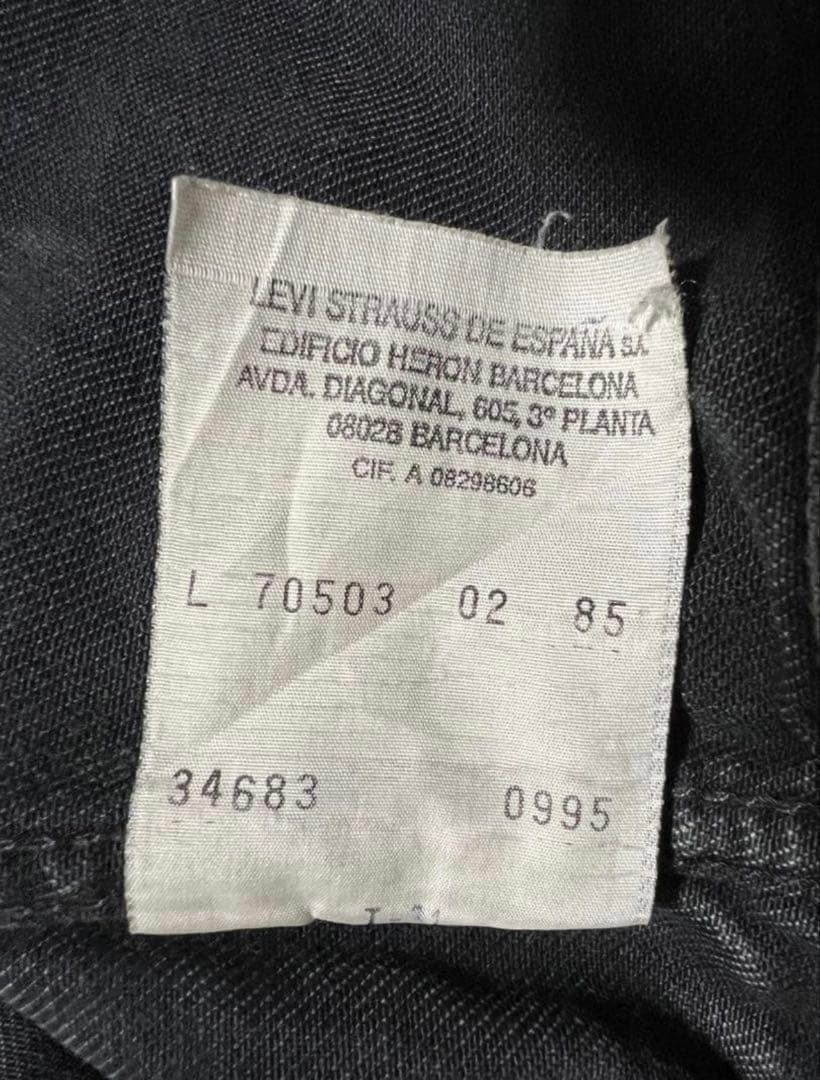 LEVI STRAUSS DE ESPAÑA S.A.
EDIFICIO HERON BARCELONA
AVDA. DIAGONAL, 605, 3º PLANTA
08028 BARCELONA
CIF. A 08298606
L 70503 02 85
34683 0995